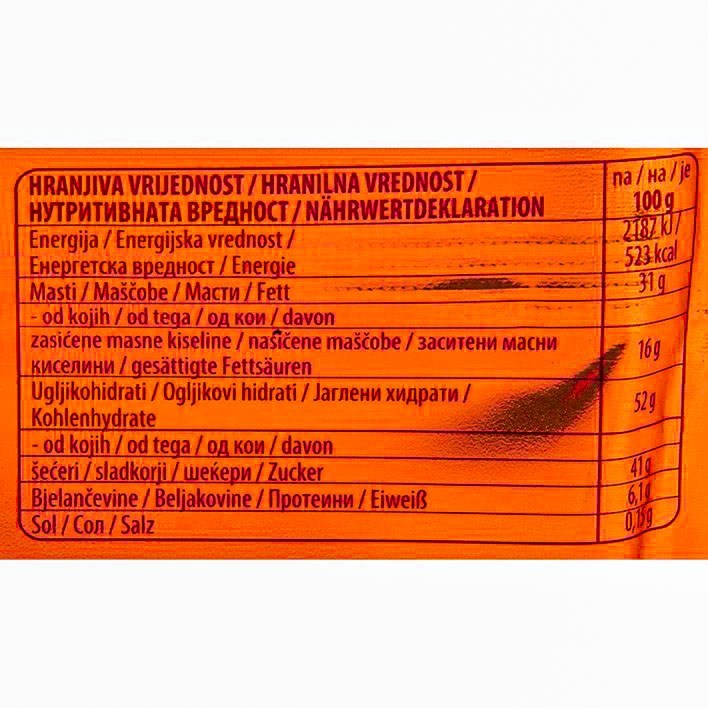 HRANJIVA VRIJEDNOST / HRANILNA VREDNOST / na / на / je
НУТРИТИВНАТА ВРЕДНОСТ / NÄHRWERTDEKLARATION 100 g
Energija / Energijska vrednost / 2187 kJ /
Енергетска вредност / Energie 523 kcal
Masti / Maščobe / Масти / Fett 31 g
- od kojih / od tega / од кои / davon
zasićene masne kiseline / našičene maščobe / заситени масни
киселини / gesättigte Fettsäuren 16 g
Ugljikohidrati / Ogljikovi hidrati / Јаглени хидрати /
Kohlenhydrate 52 g
- od kojih / od tega / од кои / davon
šećeri / sladkorji / шеќери / Zucker 41 g
Bjelančevine / Beljakovine / Протеини / Eiweiß 6,1 g
Sol / Сол / Salz 0,15 g